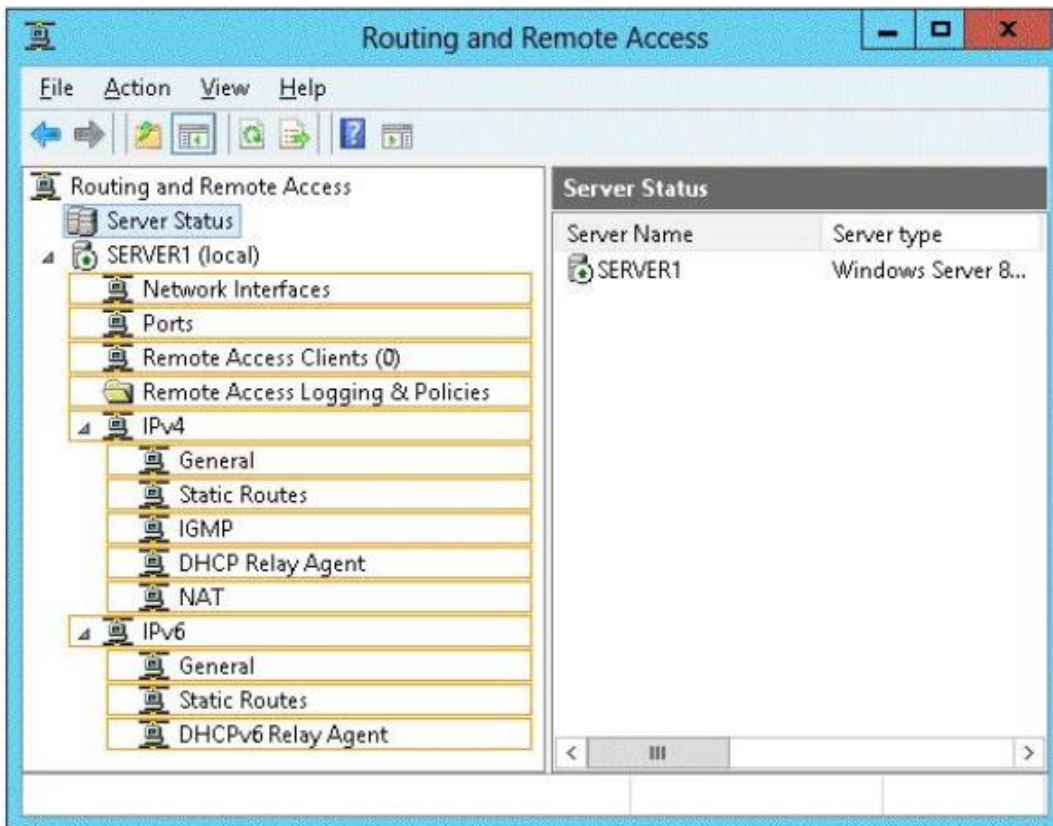 Routing and Remote Access
File Action View Help
Routing and Remote Access
Server Status
SERVER1 (local)
Network Interfaces
Ports
Remote Access Clients (0)
Remote Access Logging & Policies
IPv4
General
Static Routes
IGMP
DHCP Relay Agent
NAT
IPv6
General
Static Routes
DHCPv6 Relay Agent
Server Status
Server Name Server type
SERVER1 Windows Server 8...